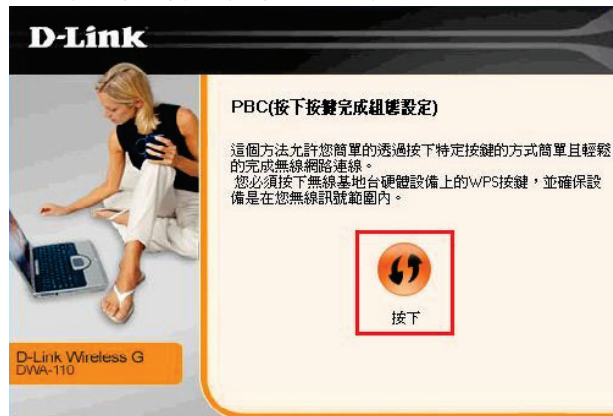 D-Link
PBC(按下按鍵完成組態設定)
這個方法允許您簡單的透過按下特定按鍵的方式簡單且輕鬆
的完成無線網路連線。
您必須按下無線基地台硬體設備上的WPS按鍵，並確保設
備是在您無線訊號範圍內。
按下
D-Link Wireless G
DWA-110